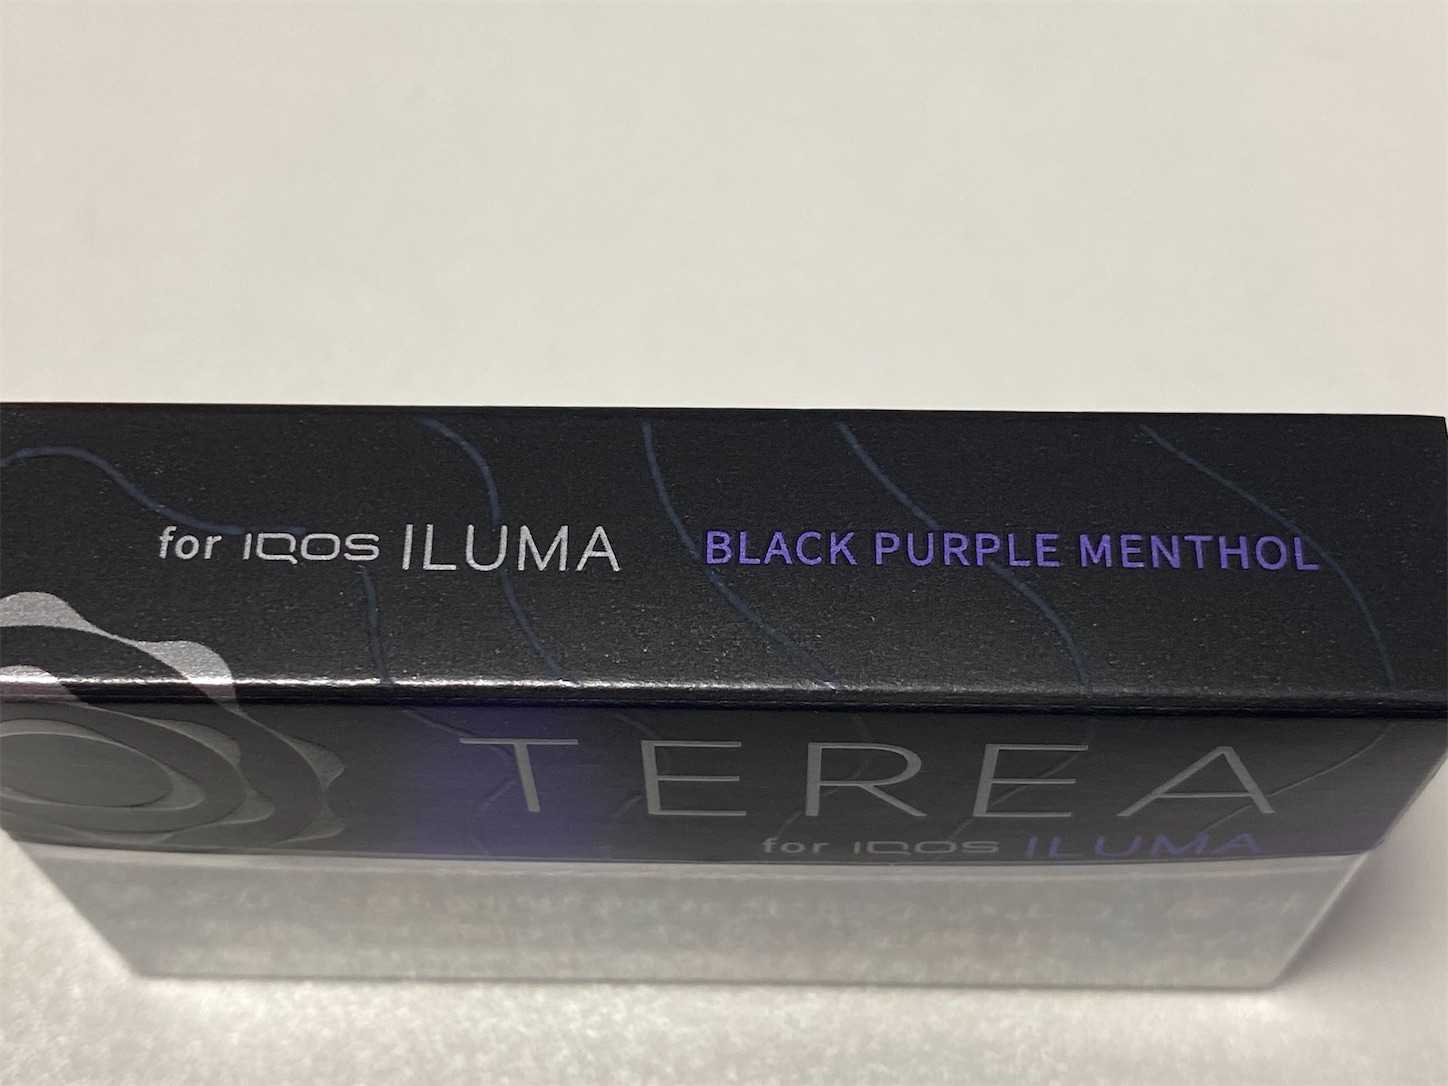 for IQOS ILUMA BLACK PURPLE MENTHOL
TEREA
for IQOS ILUMA